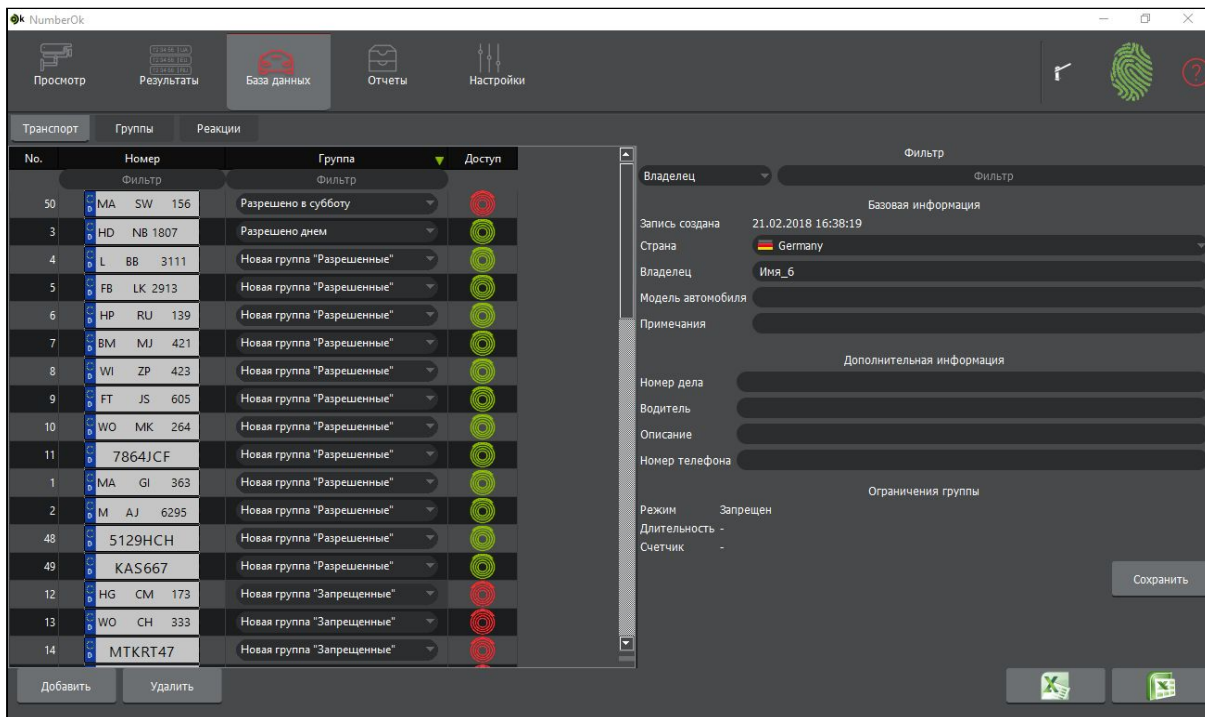 NumberOk
Просмотр Результаты База данных Отчеты Настройки
Транспорт Группы Реакции
No. Номер Группа Доступ
Фильтр Фильтр
50 D MA SW 156 Разрешено в субботу
3 D HD NB 1807 Разрешено днем
4 D L BB 3111 Новая группа "Разрешенные"
5 D FB LK 2913 Новая группа "Разрешенные"
6 D HP RU 139 Новая группа "Разрешенные"
7 D BM MJ 421 Новая группа "Разрешенные"
8 D WI ZP 423 Новая группа "Разрешенные"
9 D FT JS 605 Новая группа "Разрешенные"
10 D WO MK 264 Новая группа "Разрешенные"
11 D 7864JCF Новая группа "Разрешенные"
1 D MA GI 363 Новая группа "Разрешенные"
2 D M AJ 6295 Новая группа "Разрешенные"
48 D 5129HCH Новая группа "Разрешенные"
49 D KAS667 Новая группа "Разрешенные"
12 D HG CM 173 Новая группа "Запрещенные"
13 D WO CH 333 Новая группа "Запрещенные"
14 D MTKRT47 Новая группа "Запрещенные"
Добавить Удалить
Фильтр
Владелец Фильтр
Базовая информация
Запись создана 21.02.2018 16:38:19
Страна Germany
Владелец Имя_6
Модель автомобиля
Примечания
Дополнительная информация
Номер дела
Водитель
Описание
Номер телефона
Ограничения группы
Режим Запрещен
Длительность -
Счетчик -
Сохранить